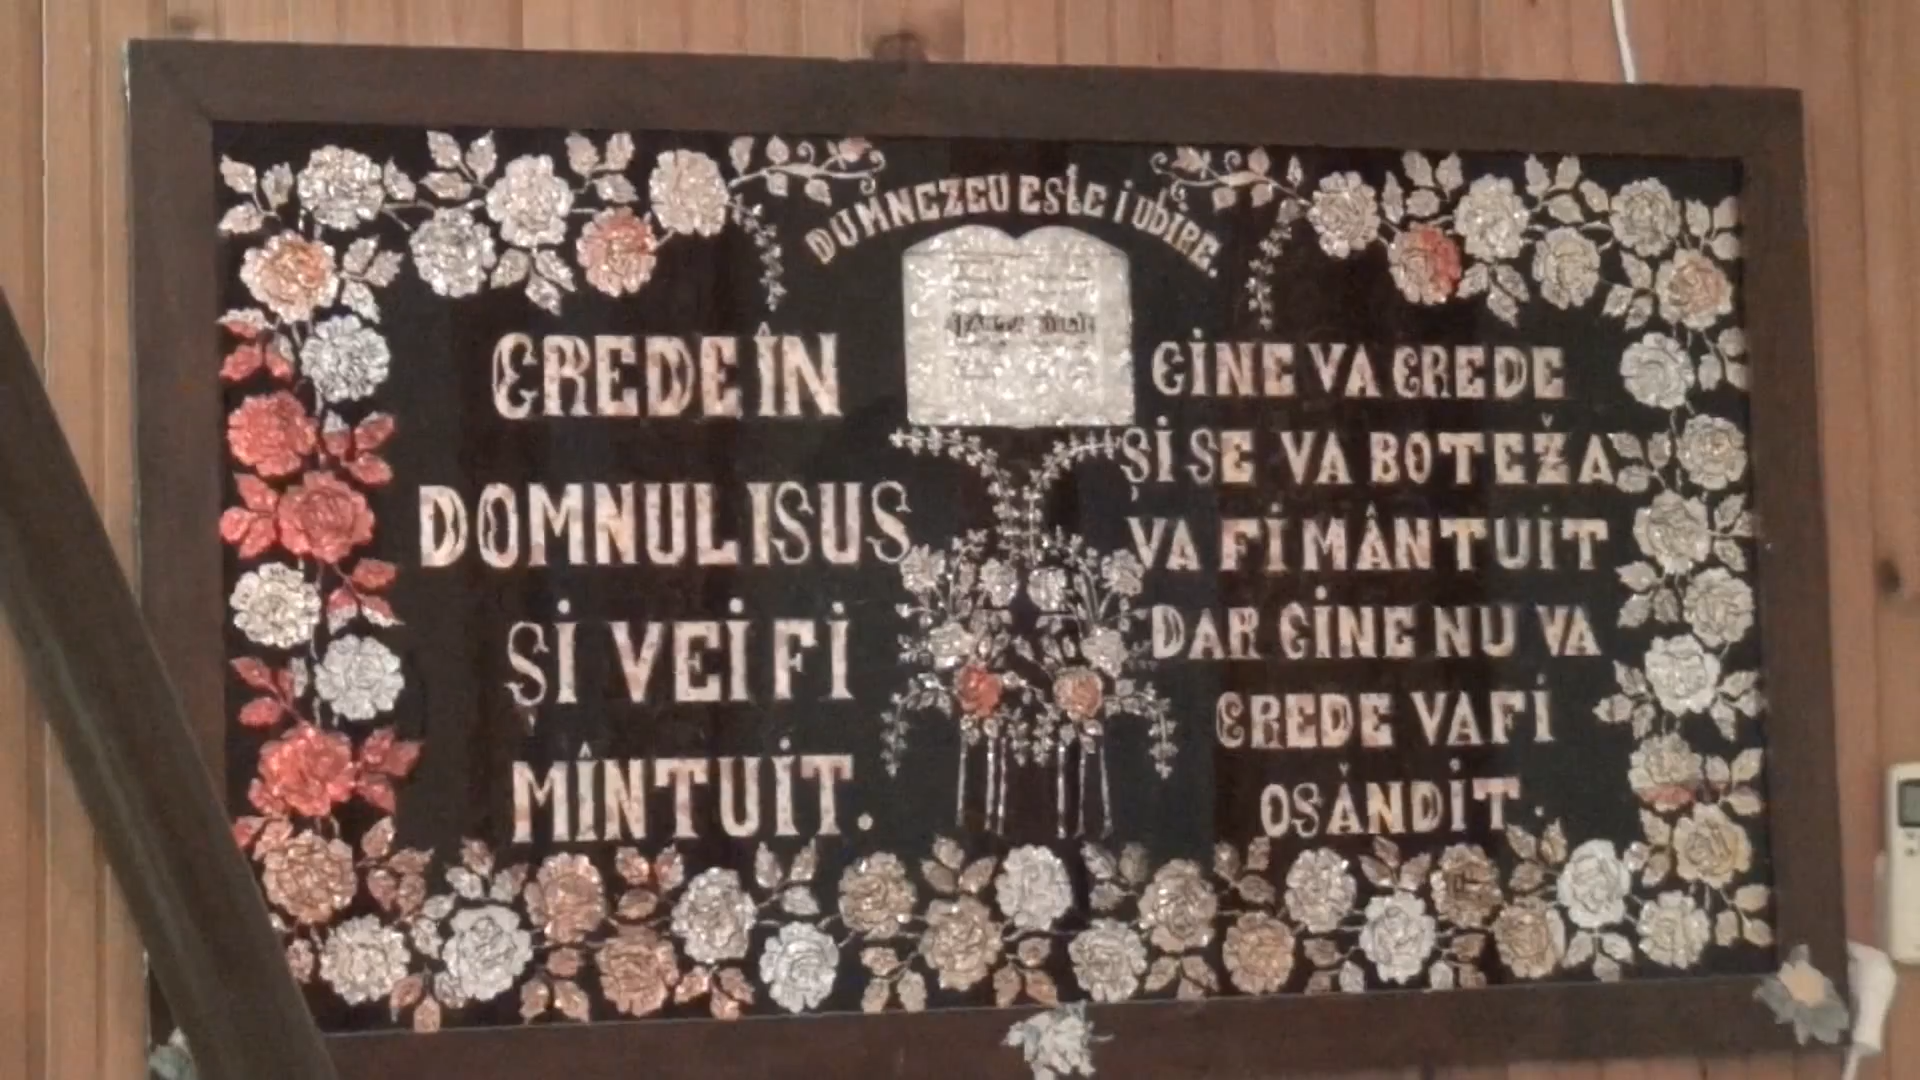 DUMNEZEU ESTE iUbiRE.
CREDE ÎN
DOMNUL ISUS
ȘI VEI FI
MÎNTUIT.
CINE VA CREDE
ȘI SE VA BOTEZA
VA FI MÂNTUIT
DAR CINE NU VA
CREDE VA FI
OSÂNDIT.